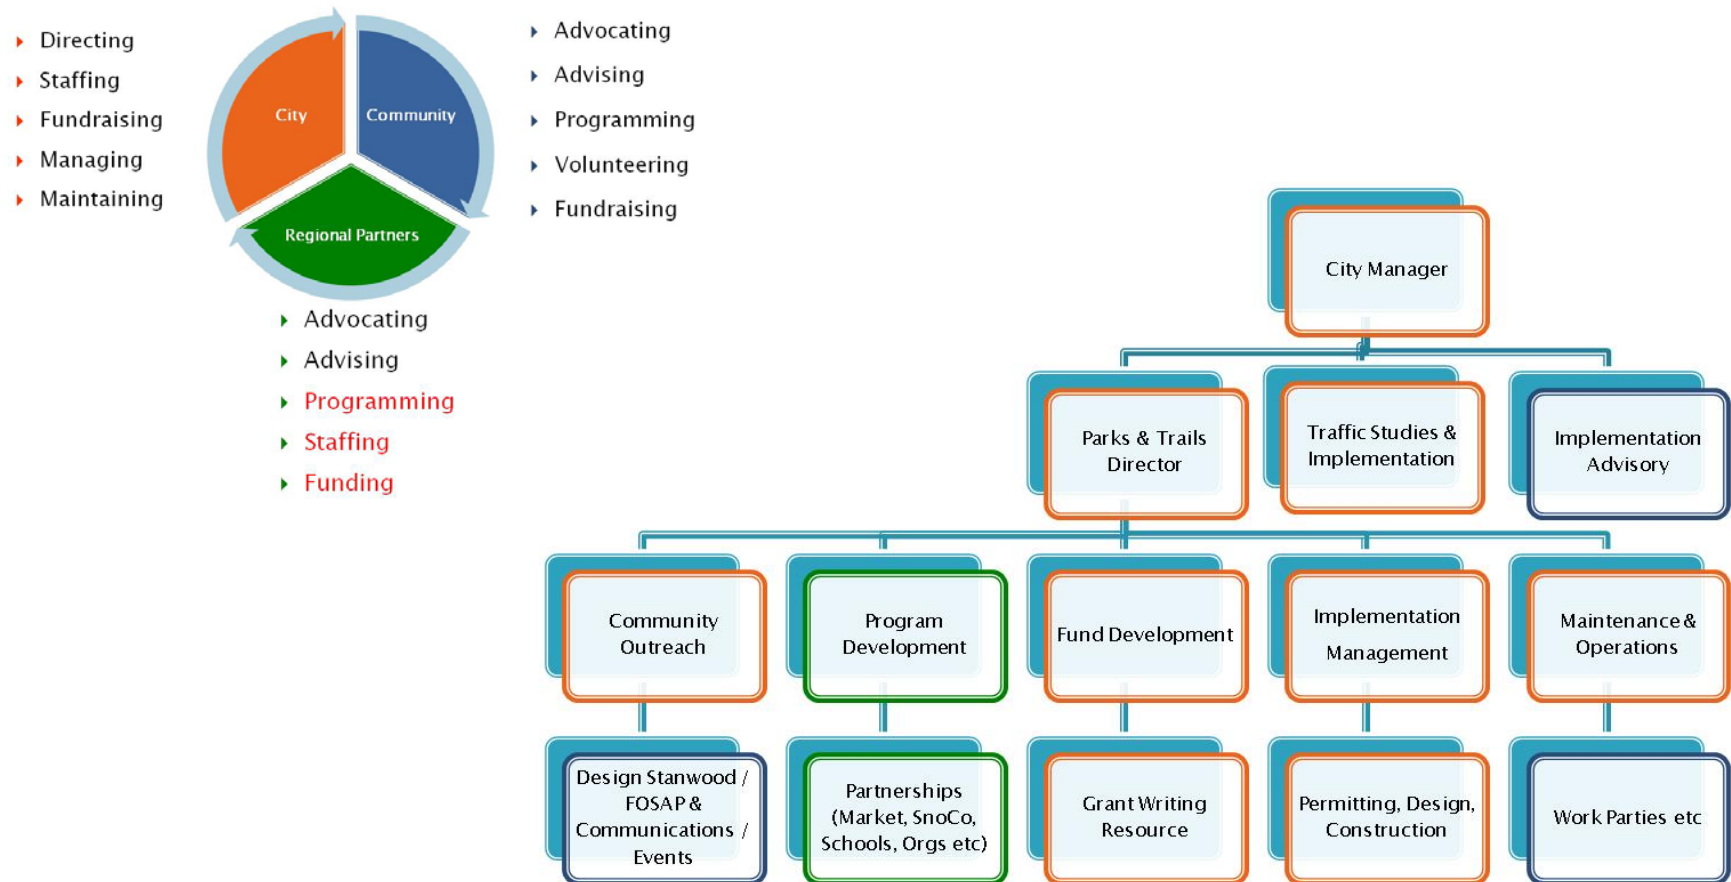 Directing
Staffing
Fundraising
Managing
Maintaining
City
Community
Regional Partners
Advocating
Advising
Programming
Volunteering
Fundraising
Advocating
Advising
Programming
Staffing
Funding
City Manager
Parks & Trails
Director
Traffic Studies &
Implementation
Implementation
Advisory
Community
Outreach
Program
Development
Fund Development
Implementation
Management
Maintenance &
Operations
Design Stanwood /
FOSAP &
Communications /
Events
Partnerships
(Market, SnoCo,
Schools, Orgs etc)
Grant Writing
Resource
Permitting, Design,
Construction
Work Parties etc